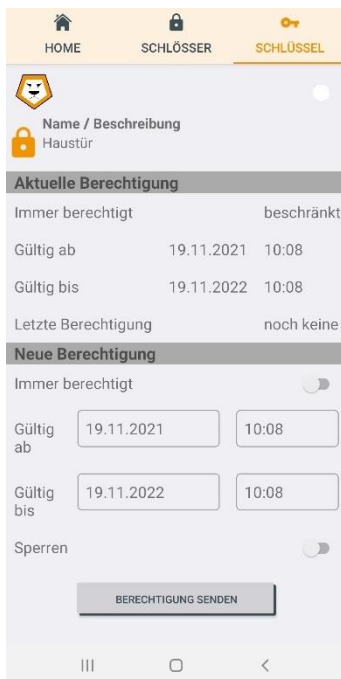 HOME SCHLÖSSER SCHLÜSSEL
Name / Beschreibung
Haustür
Aktuelle Berechtigung
Immer berechtigt beschränkt
Gültig ab 19.11.2021 10:08
Gültig bis 19.11.2022 10:08
Letzte Berechtigung noch keine
Neue Berechtigung
Immer berechtigt
Gültig ab 19.11.2021 10:08
Gültig bis 19.11.2022 10:08
Sperren
BERECHTIGUNG SENDEN